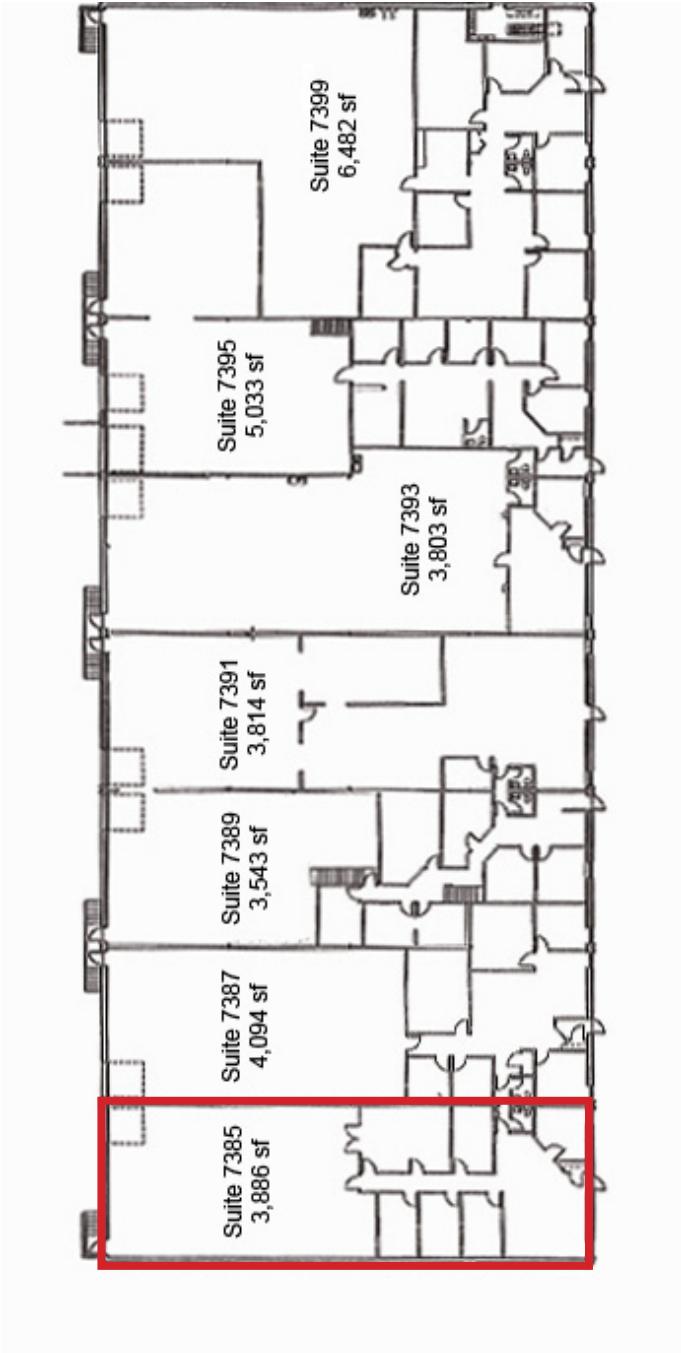 Suite 7399
6,482 sf
Suite 7395
5,033 sf
Suite 7393
3,803 sf
Suite 7391
3,814 sf
Suite 7389
3,543 sf
Suite 7387
4,094 sf
Suite 7385
3,886 sf